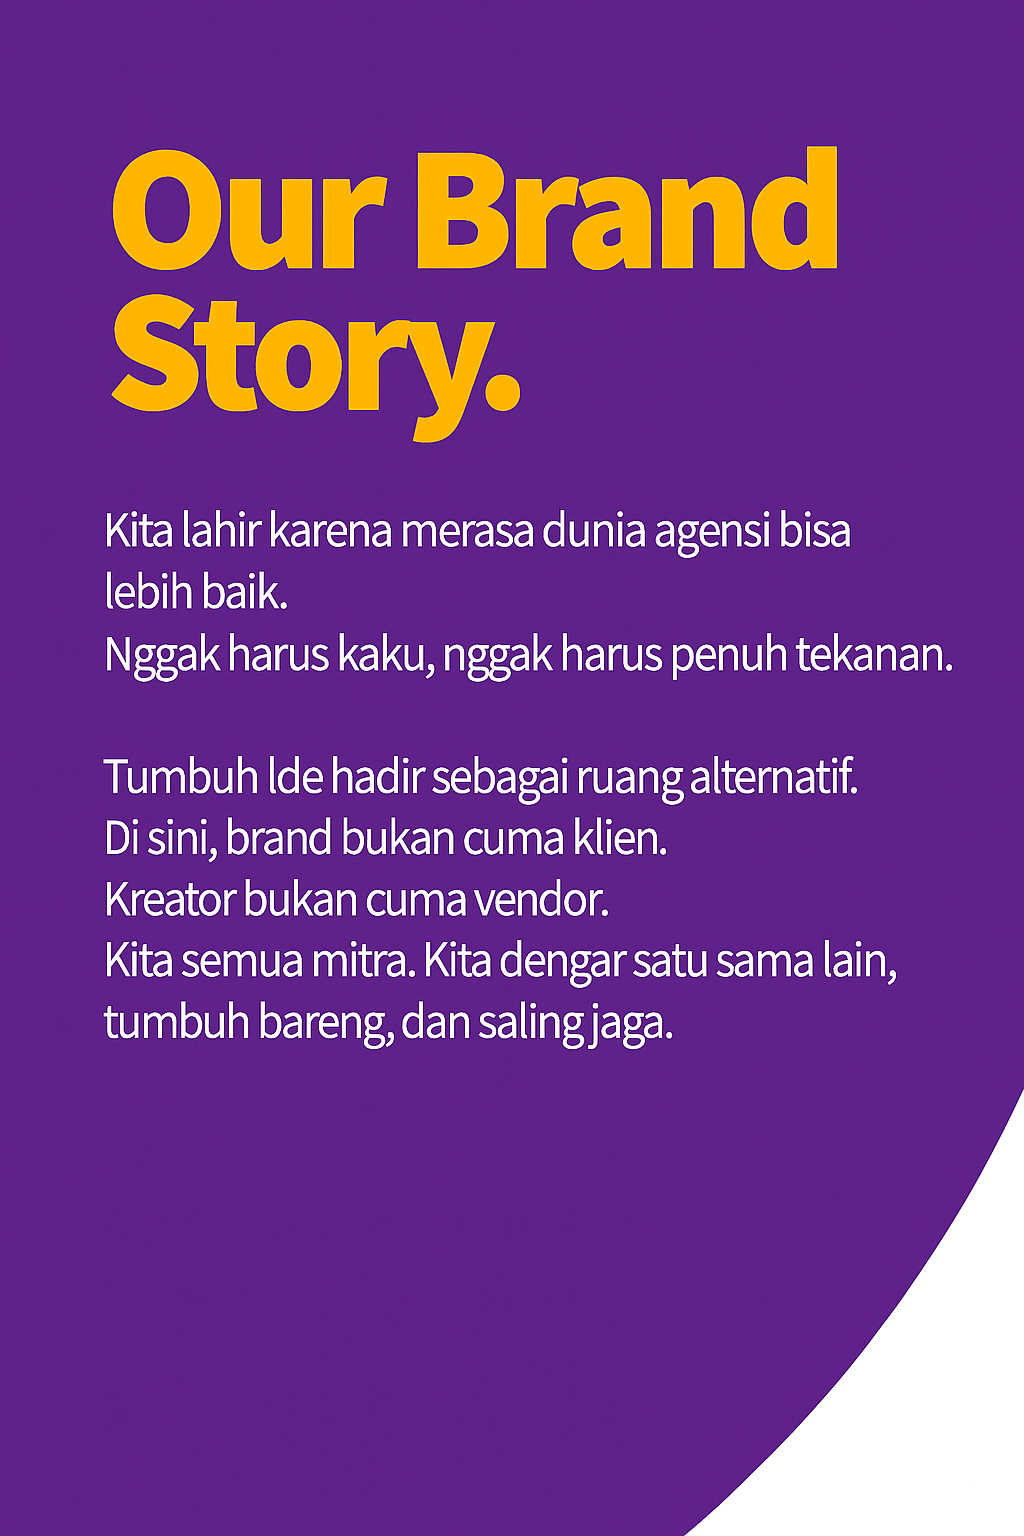 Our Brand
Story.
Kita lahir karena merasa dunia agensi bisa
lebih baik.
Nggak harus kaku, nggak harus penuh tekanan.
Tumbuh lde hadir sebagai ruang alternatif.
Di sini, brand bukan cuma klien.
Kreator bukan cuma vendor.
Kita semua mitra. Kita dengar satu sama lain,
tumbuh bareng, dan saling jaga.